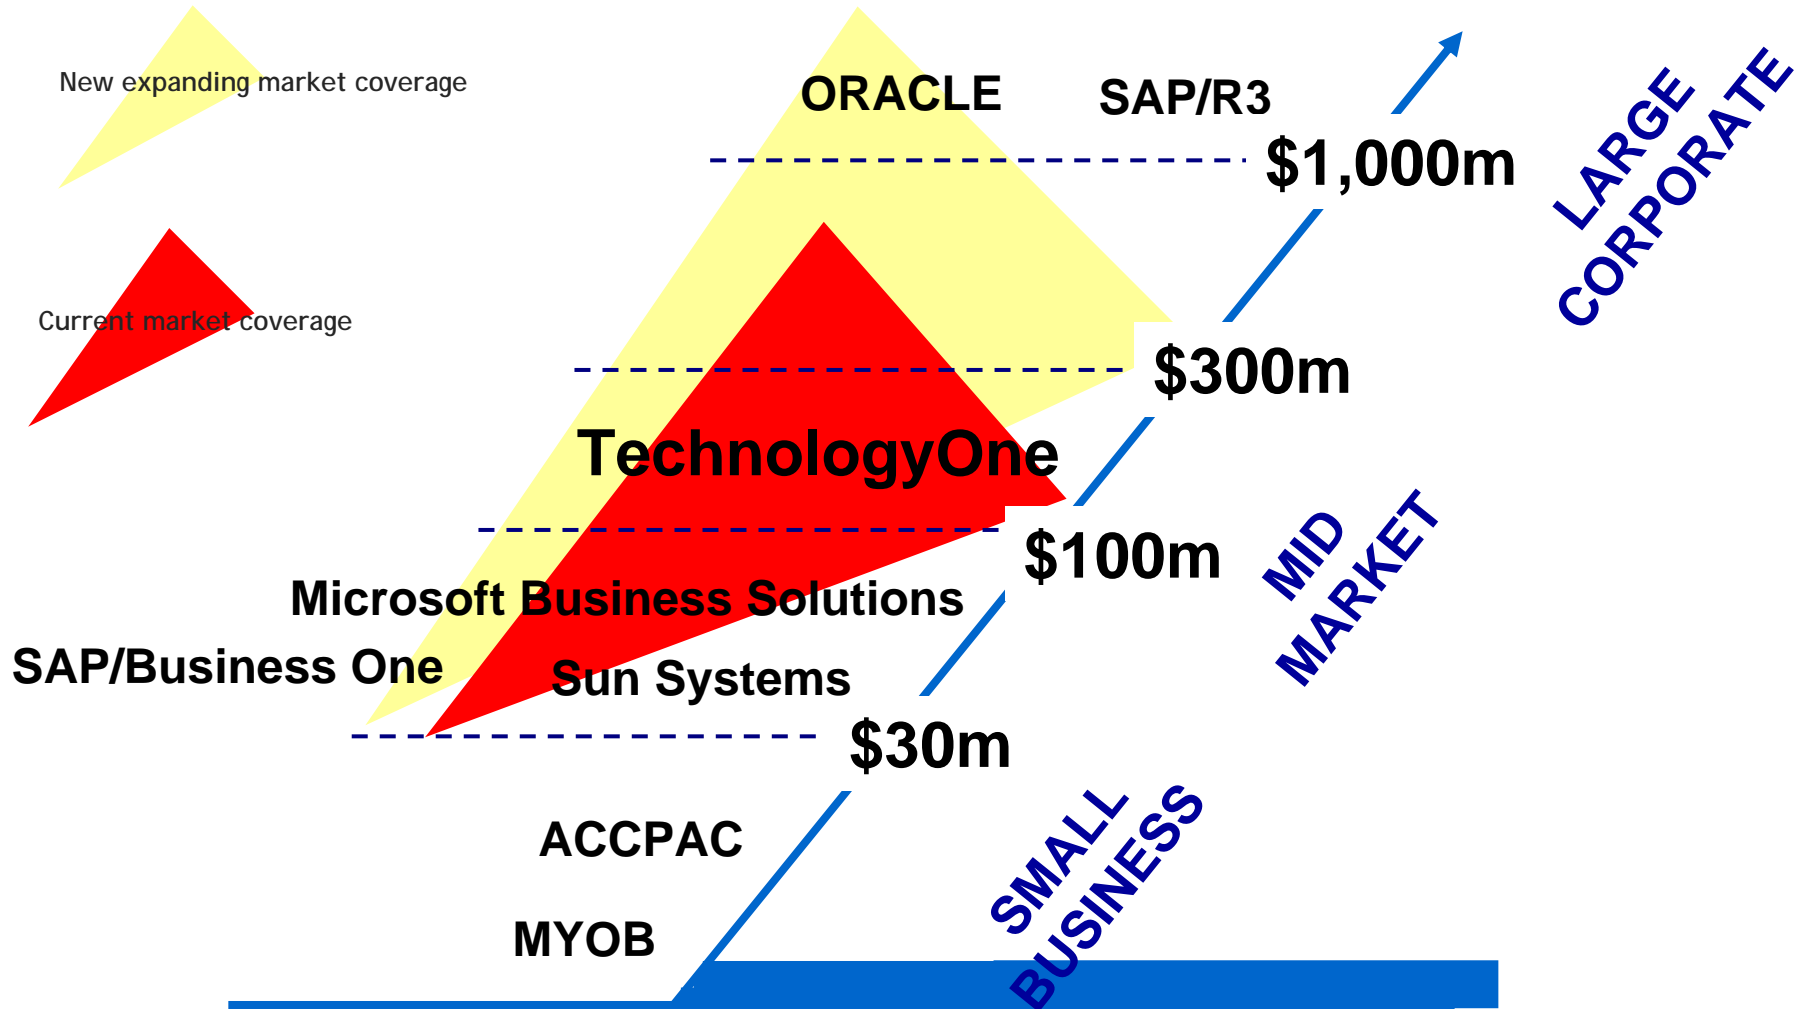 New expanding market coverage
Current market coverage
ORACLE
SAP/R3
$1,000m
LARGE
CORPORATE
$300m
TechnologyOne
$100m
MID
MARKET
Microsoft Business Solutions
SAP/Business One
Sun Systems
$30m
ACCPAC
MYOB
SMALL
BUSINESS